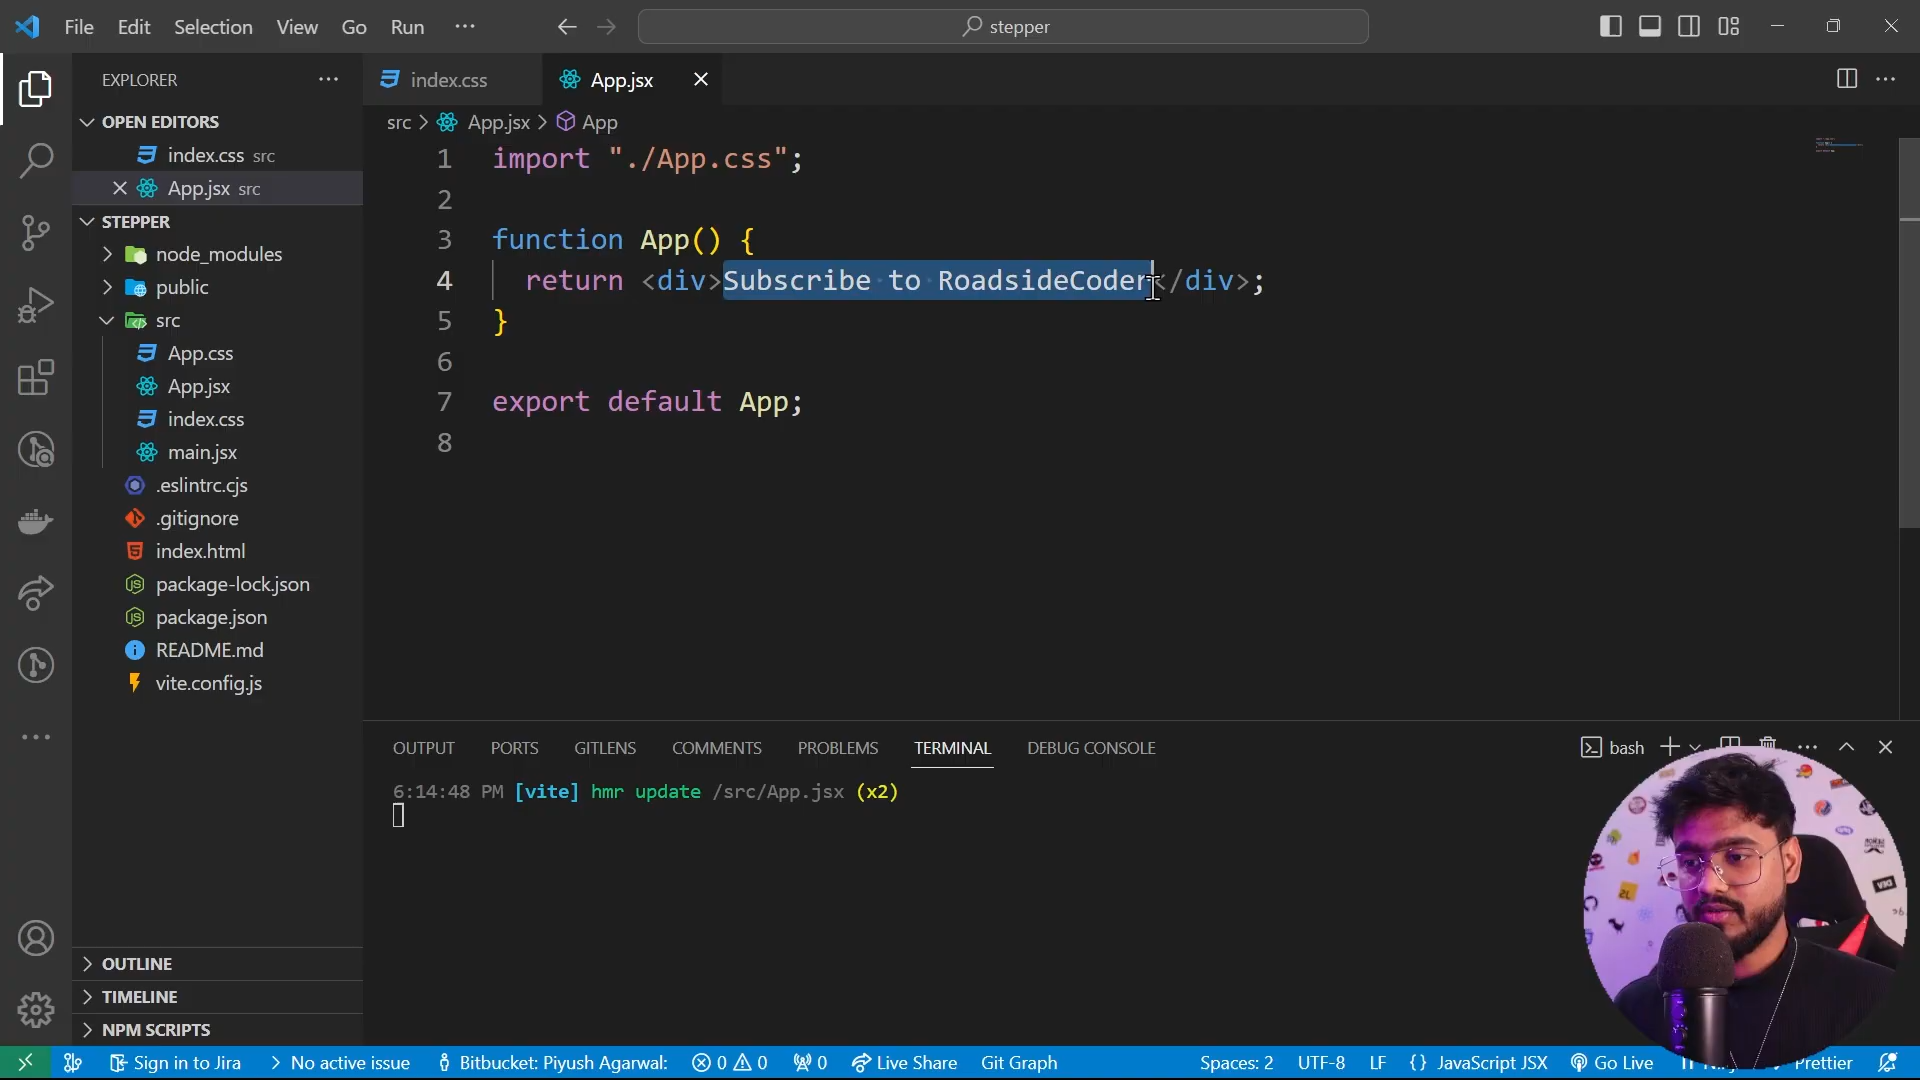 File Edit Selection View Go Run ···
stepper
EXPLORER
OPEN EDITORS
index.css src
App.jsx src
STEPPER
node_modules
public
src
App.css
App.jsx
index.css
main.jsx
.eslintrc.cjs
.gitignore
index.html
package-lock.json
package.json
README.md
vite.config.js
OUTLINE
TIMELINE
NPM SCRIPTS
index.css
App.jsx
src > App.jsx > App
1 import "./App.css";
2
3 function App() {
4 return <div>Subscribe to RoadsideCoder</div>;
5 }
6
7 export default App;
8
OUTPUT PORTS GITLENS COMMENTS PROBLEMS TERMINAL DEBUG CONSOLE
bash
6:14:48 PM [vite] hmr update /src/App.jsx (x2)
DEV
Sign in to Jira No active issue Bitbucket: Piyush Agarwal: 0 0 0 Live Share Git Graph Spaces: 2 UTF-8 LF {} JavaScript JSX Go Live Prettier